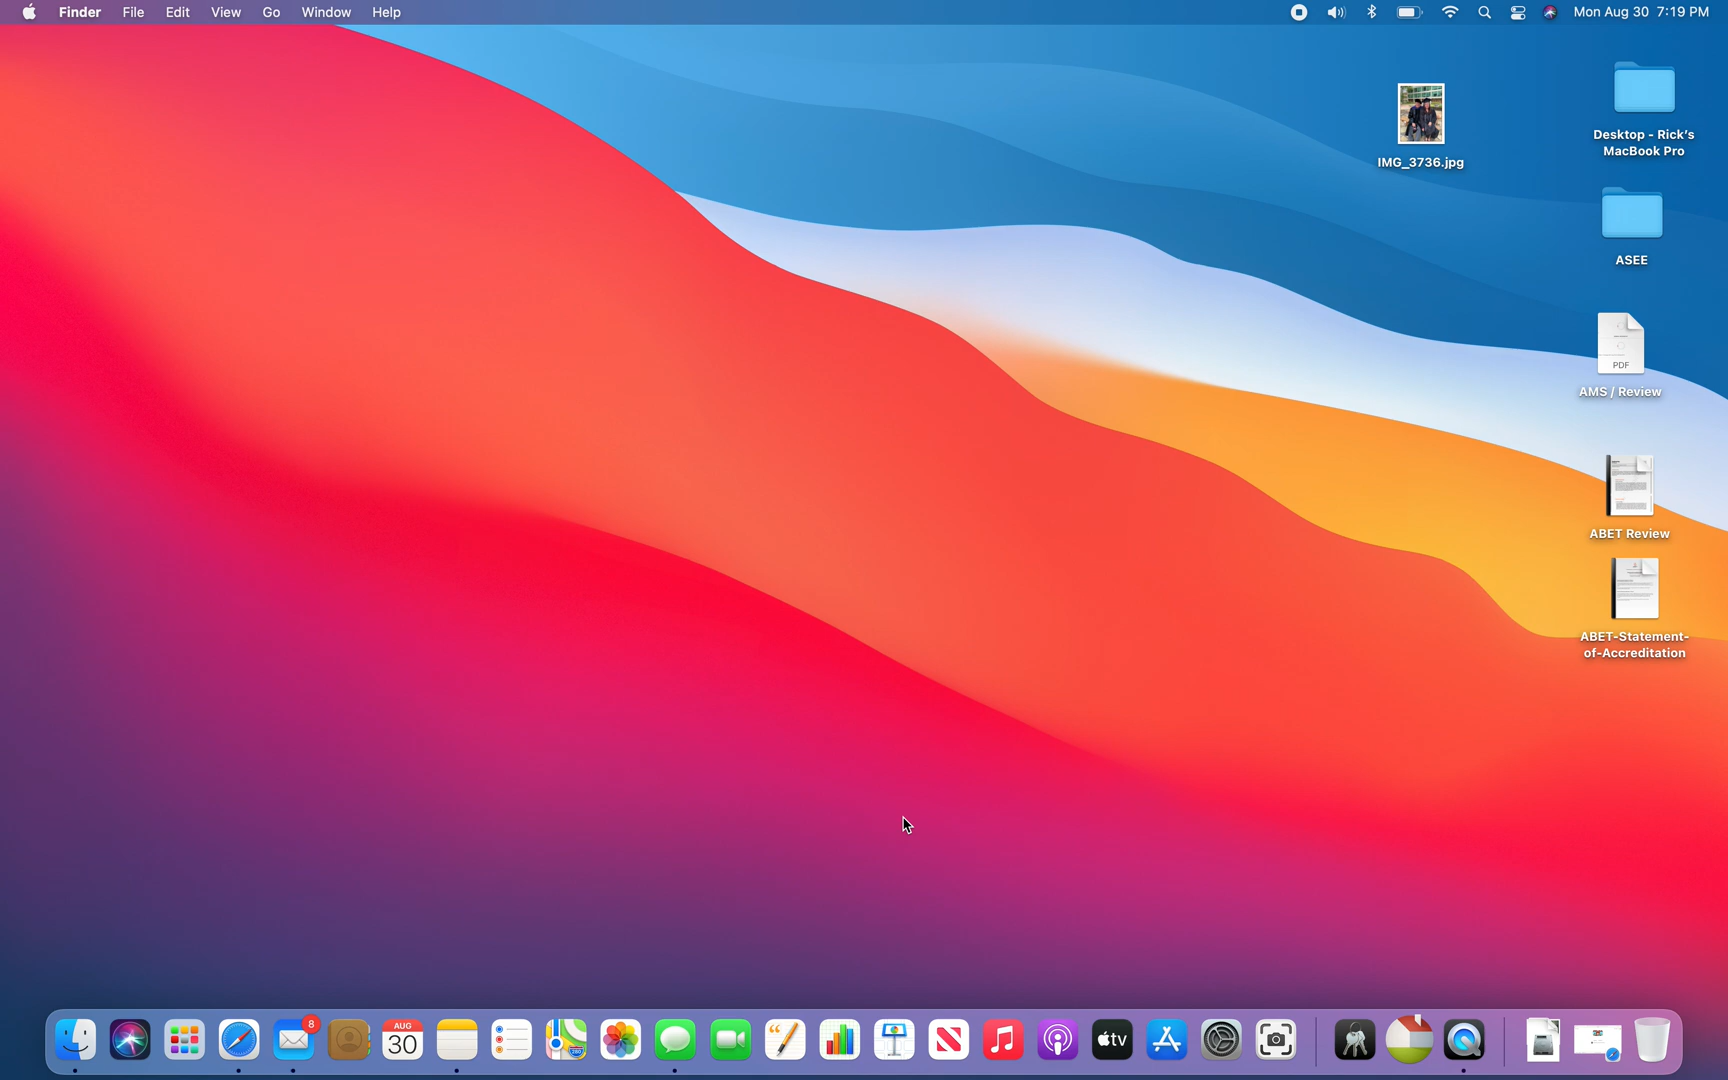 Finder File Edit View Go Window Help Mon Aug 30 7:19 PM
IMG_3736.jpg
Desktop - Rick's
MacBook Pro
ASEE
PDF
AMS / Review
ABET Review
ABET-Statement-
of-Accreditation
8
AUG
30
tv